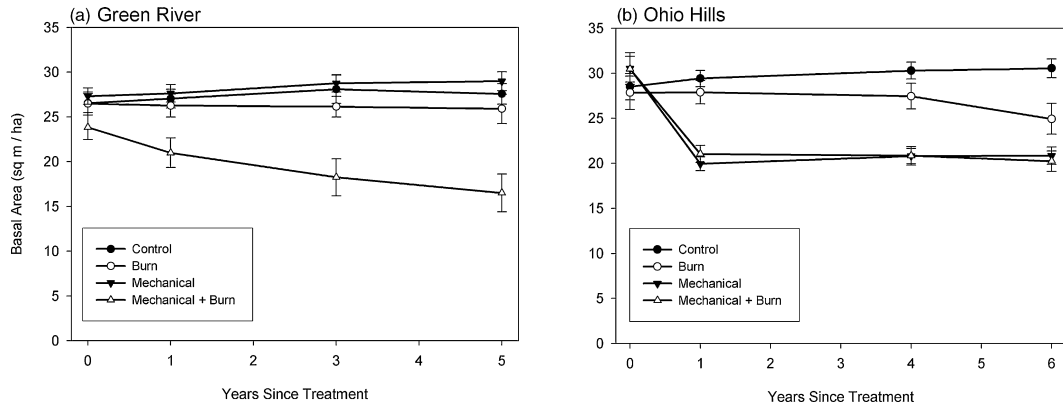 (a) Green River
35
30
25
20
15
10
5
0
Basal Area (sq m / ha)
Control
Burn
Mechanical
Mechanical + Burn
0 1 2 3 4 5
Years Since Treatment
(b) Ohio Hills
35
30
25
20
15
10
5
0
Control
Burn
Mechanical
Mechanical + Burn
0 1 2 3 4 5 6
Years Since Treatment